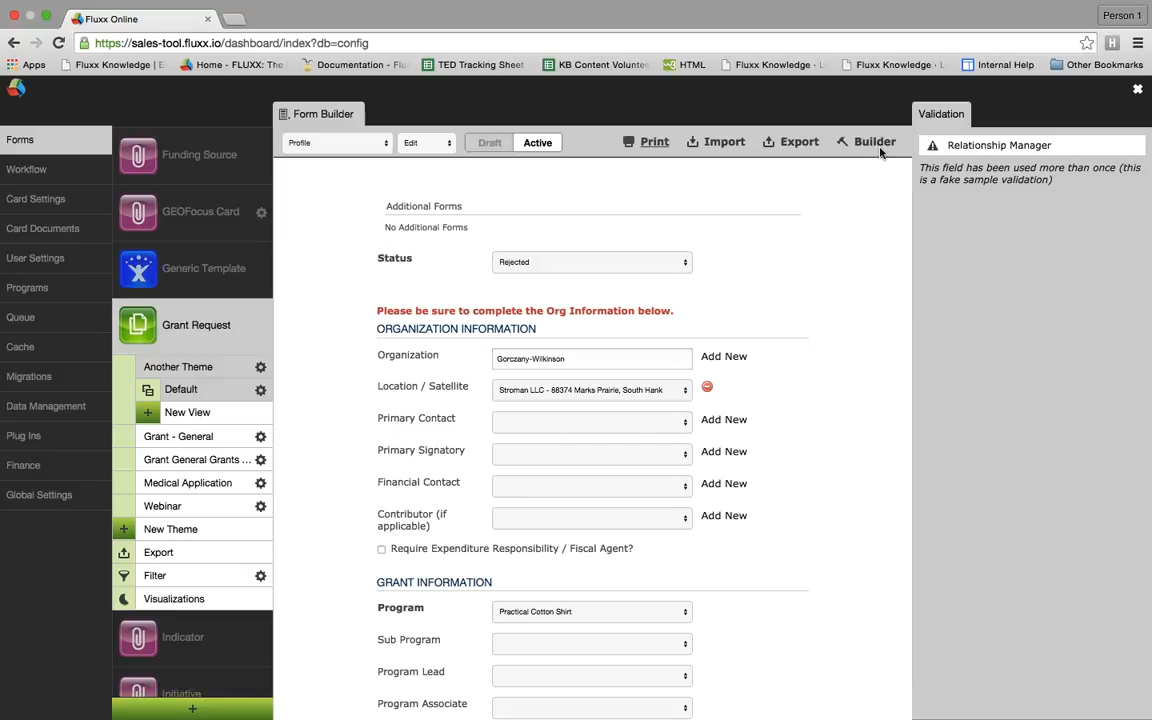 Fluxx Online
Person 1
https://sales-tool.fluxx.io/dashboard/index?db=config
Apps
Fluxx Knowledge | E
Home - FLUXX: The
Documentation - Flu
TED Tracking Sheet
KB Content Voluntee
HTML
Fluxx Knowledge - L
Fluxx Knowledge - L
Internal Help
Other Bookmarks
Forms
Workflow
Card Settings
Card Documents
User Settings
Programs
Queue
Cache
Migrations
Data Management
Plug Ins
Finance
Global Settings
Funding Source
GEOFocus Card
Generic Template
Grant Request
Another Theme
Default
New View
Grant - General
Grant General Grants ...
Medical Application
Webinar
New Theme
Export
Filter
Visualizations
Indicator
Initiative
+
Form Builder
Profile
Edit
Draft
Active
Print
Import
Export
Builder
Additional Forms
No Additional Forms
Status
Rejected
Please be sure to complete the Org Information below.
ORGANIZATION INFORMATION
Organization
Gorczany-Wilkinson
Add New
Location / Satellite
Stroman LLC - 88374 Marks Prairie, South Hank
Primary Contact
Add New
Primary Signatory
Add New
Financial Contact
Add New
Contributor (if
applicable)
Add New
Require Expenditure Responsibility / Fiscal Agent?
GRANT INFORMATION
Program
Practical Cotton Shirt
Sub Program
Program Lead
Program Associate
Validation
Relationship Manager
This field has been used more than once (this
is a fake sample validation)